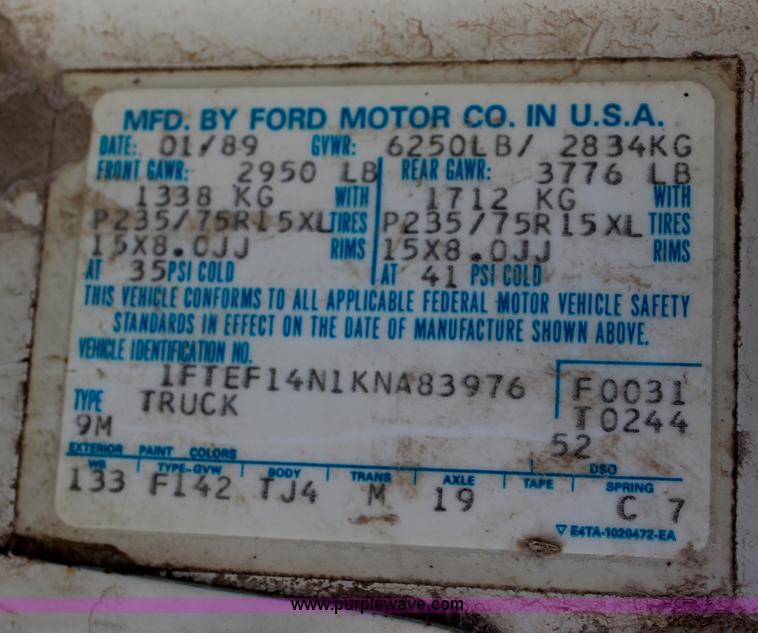 MFD. BY FORD MOTOR CO. IN U.S.A.
DATE: 01/89 GVWR: 6250LB/ 2834KG
FRONT GAWR: 2950 LB REAR GAWR: 3776 LB
1338 KG WITH 1712 KG WITH
P235/75R15XL TIRES P235/75R15XL TIRES
15X8.0JJ RIMS 15X8.0JJ RIMS
AT 35 PSI COLD AT 41 PSI COLD
THIS VEHICLE CONFORMS TO ALL APPLICABLE FEDERAL MOTOR VEHICLE SAFETY
STANDARDS IN EFFECT ON THE DATE OF MANUFACTURE SHOWN ABOVE.
VEHICLE IDENTIFICATION NO.
1FTEF14N1KNA83976 F0031
TYPE TRUCK T0244
9M 52
EXTERIOR PAINT COLORS DSO
WB TYPE-GVW BODY TRANS AXLE TAPE SPRING
133 F142 TJ4 M 19 C 7
E4TA-1020472-EA
www.purplewave.com